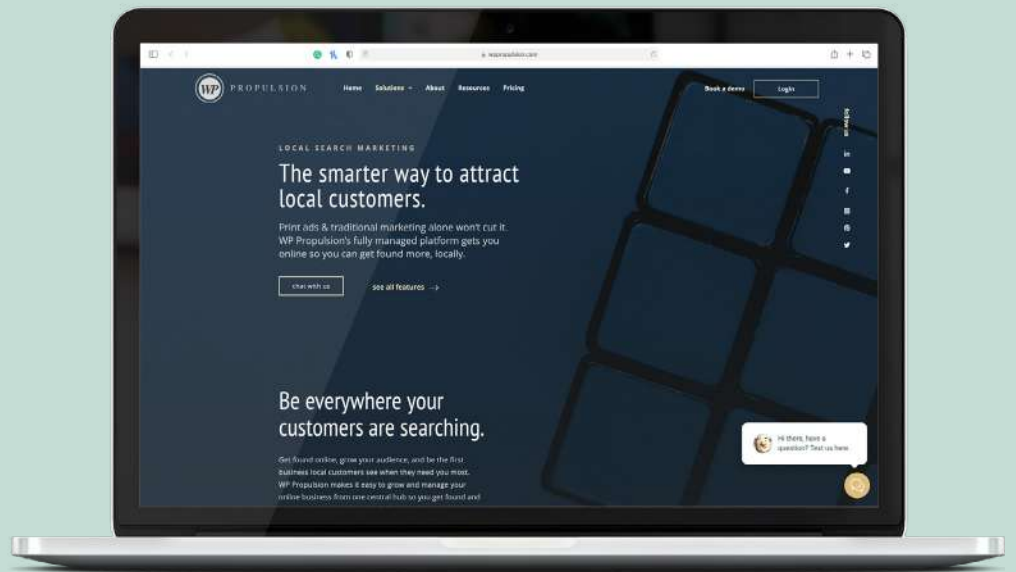 wppropulsion.com
WP PROPULSION
Home Solutions About Resources Pricing
Book a demo Login
follow us
LOCAL SEARCH MARKETING
The smarter way to attract
local customers.
Print ads & traditional marketing alone won't cut it.
WP Propulsion's fully managed platform gets you
online so you can get found more, locally.
chat with us see all features →
Be everywhere your
customers are searching.
Get found online, grow your audience, and be the first
business local customers see when they need you most.
WP Propulsion makes it easy to grow and manage your
online business from one central hub so you get found and
Hi there, have a
question? Text us here.